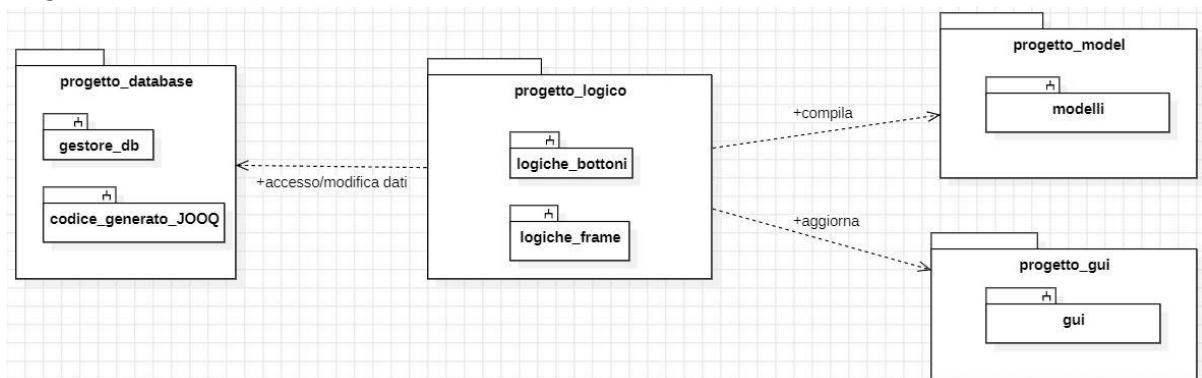 progetto_database
gestore_db
codice_generato_JOOQ
+accesso/modifica dati
progetto_logico
logiche_bottoni
logiche_frame
+compila
+aggiorna
progetto_model
modelli
progetto_gui
gui